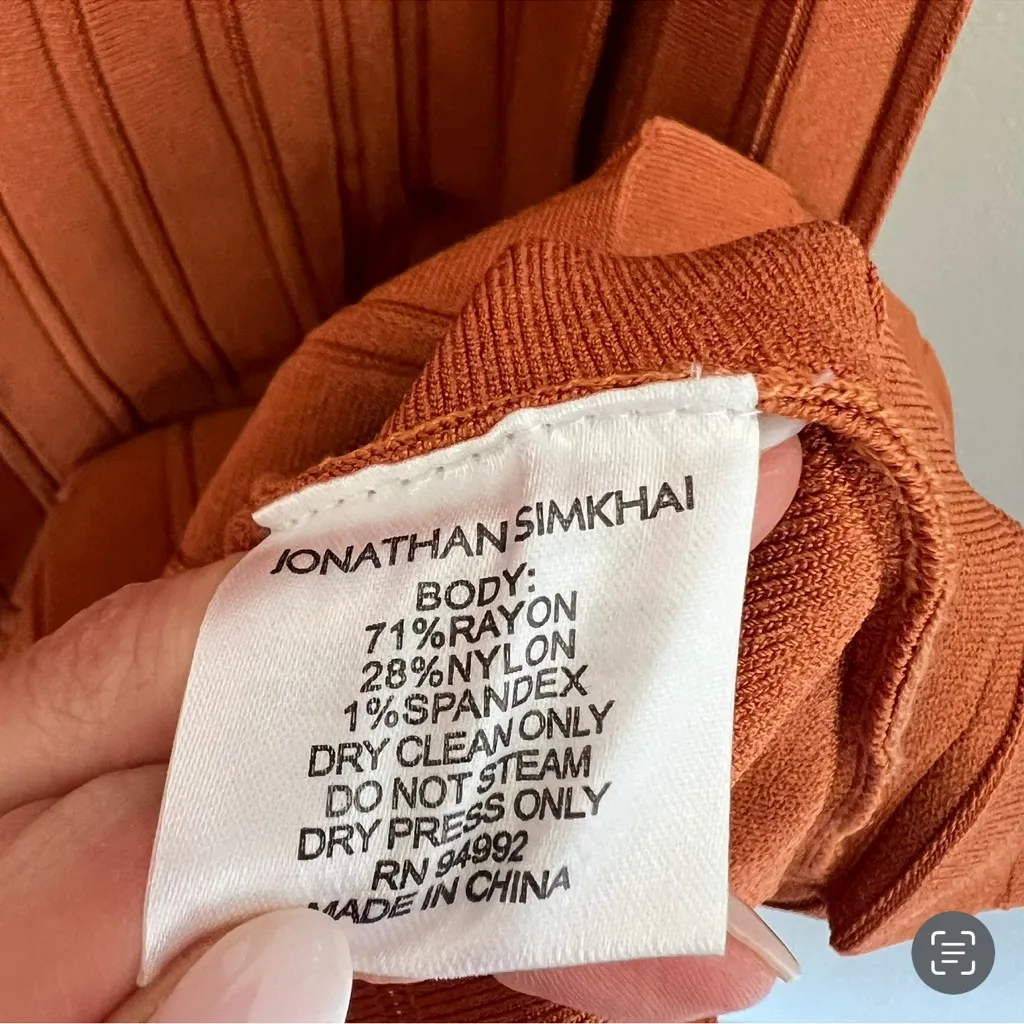 JONATHAN SIMKHAI
BODY:
71%RAYON
28%NYLON
1%SPANDEX
DRY CLEAN ONLY
DO NOT STEAM
DRY PRESS ONLY
RN 94992
MADE IN CHINA